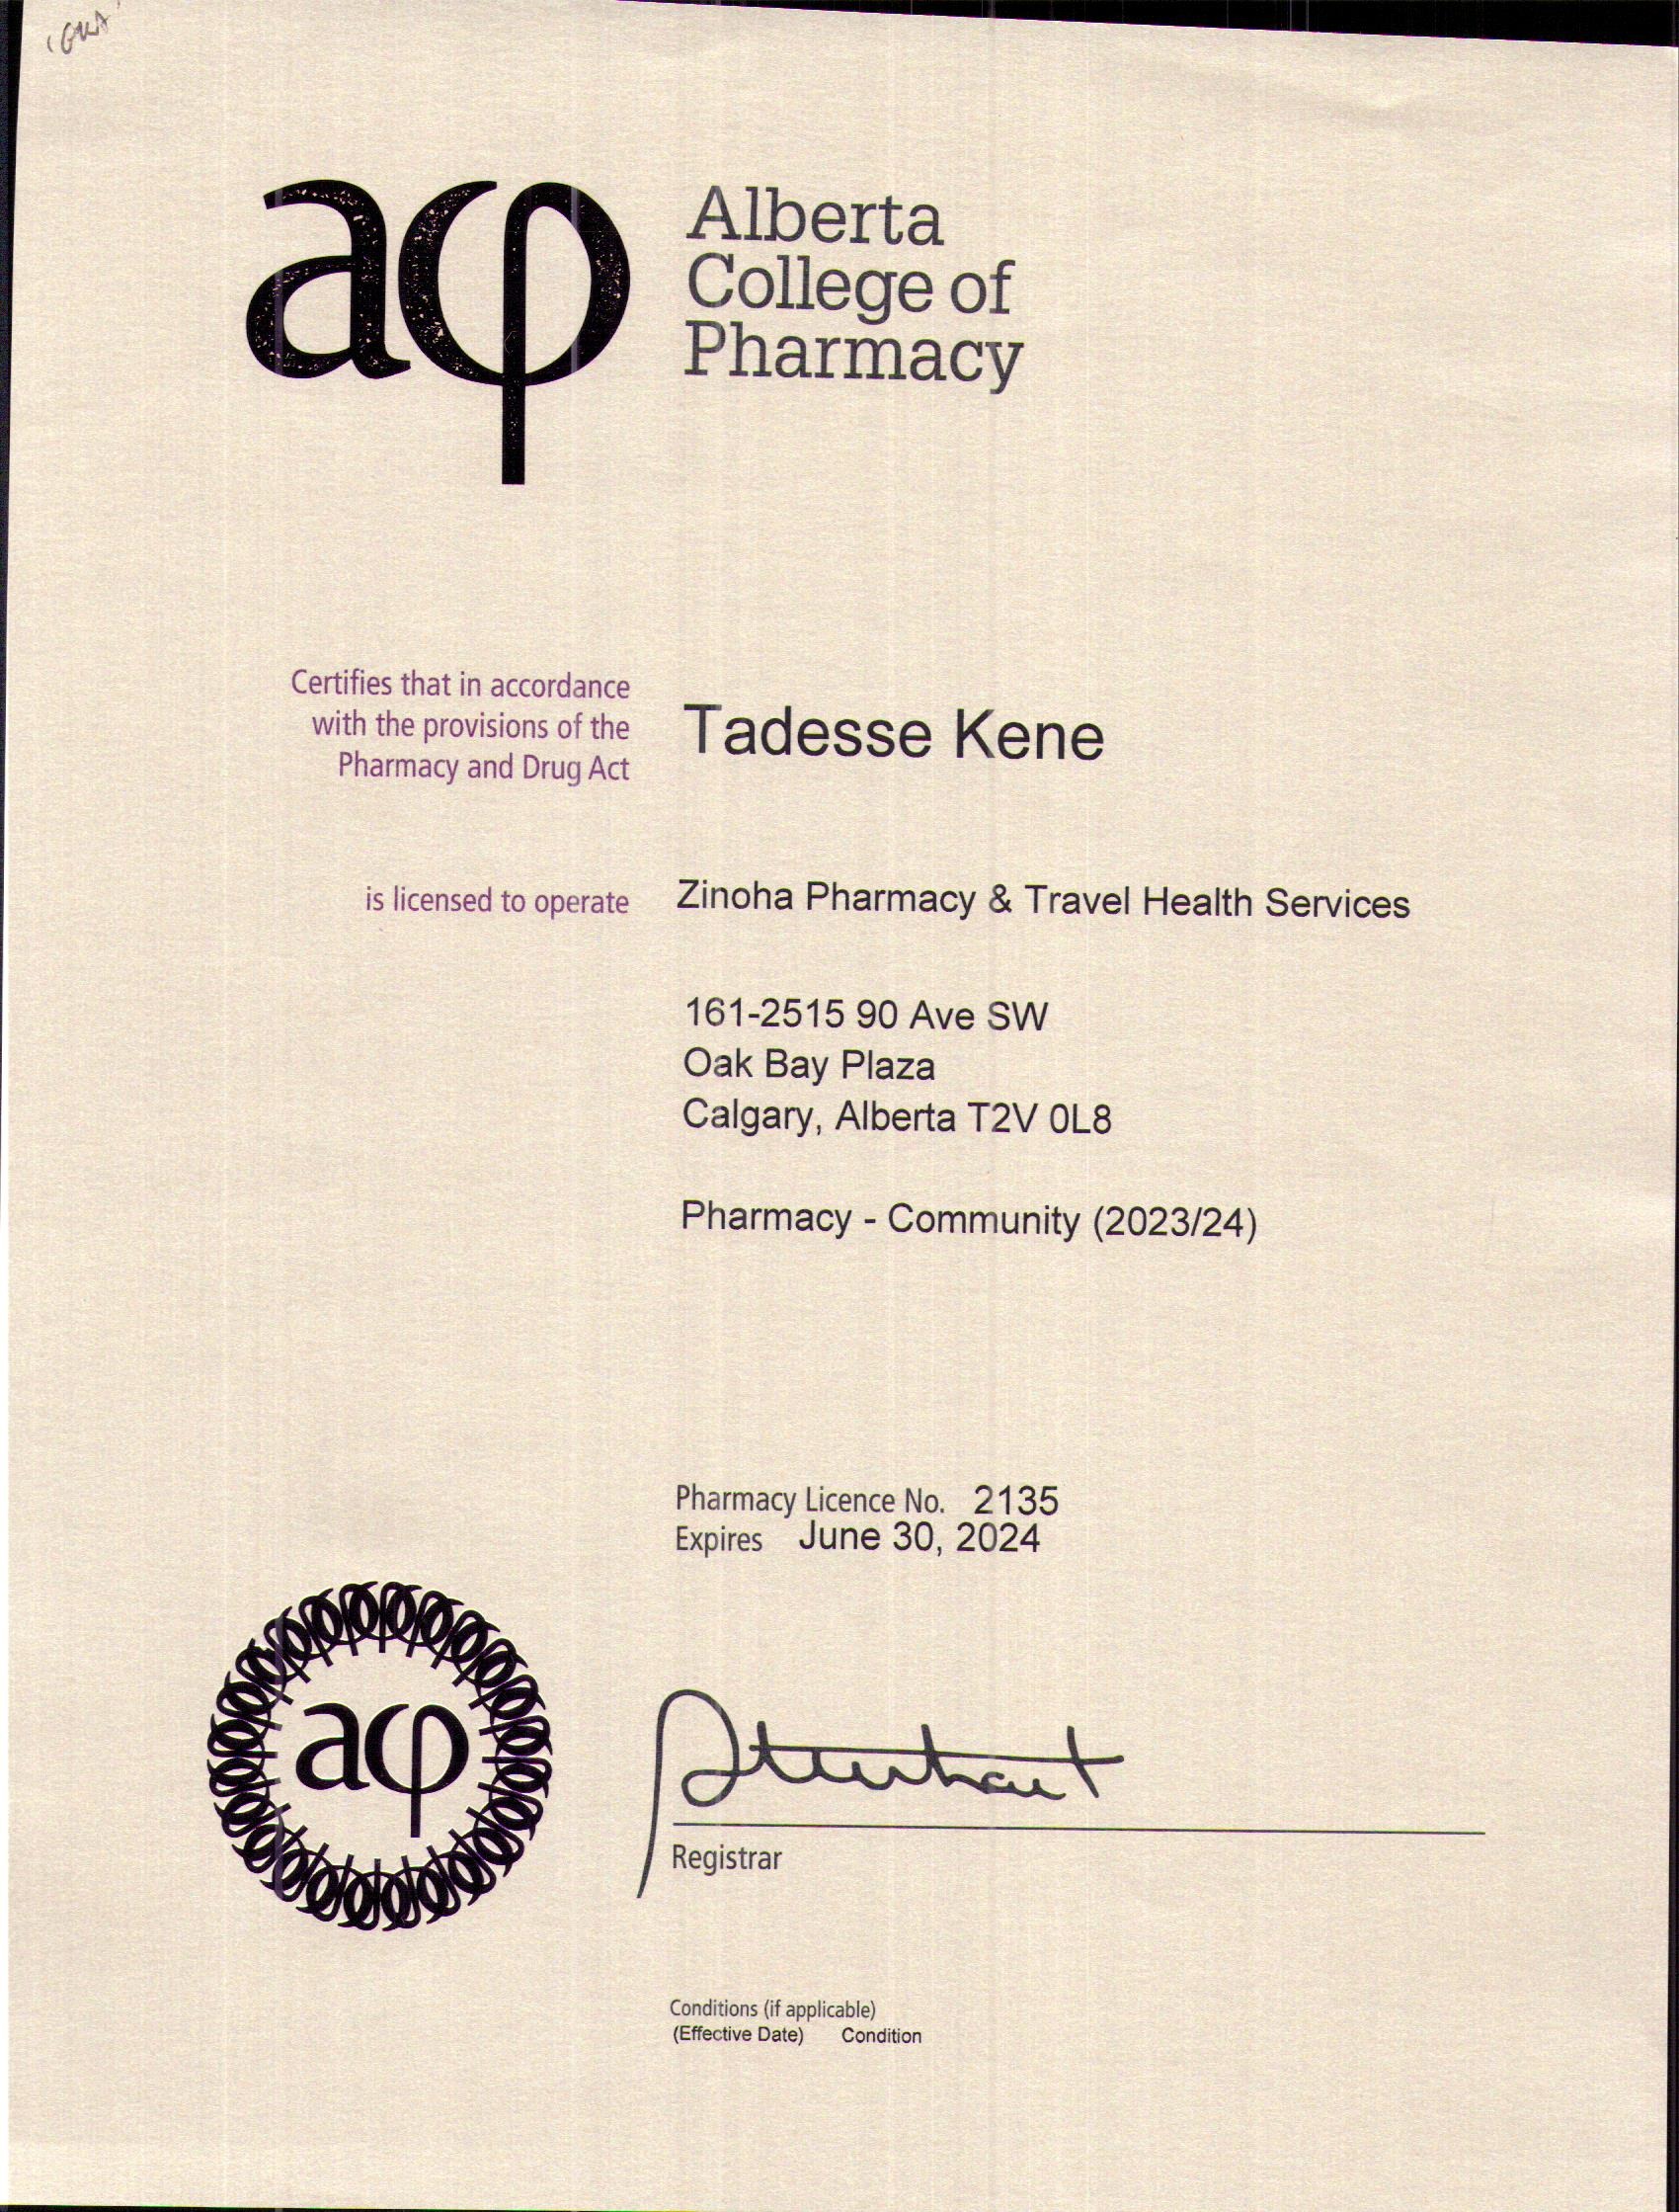 acp
Alberta
College of
Pharmacy
Certifies that in accordance
with the provisions of the
Pharmacy and Drug Act
Tadesse Kene
is licensed to operate
Zinoha Pharmacy & Travel Health Services
161-2515 90 Ave SW
Oak Bay Plaza
Calgary, Alberta T2V 0L8
Pharmacy - Community (2023/24)
Pharmacy Licence No. 2135
Expires June 30, 2024
acp
Registrar
Conditions (if applicable)
(Effective Date) Condition